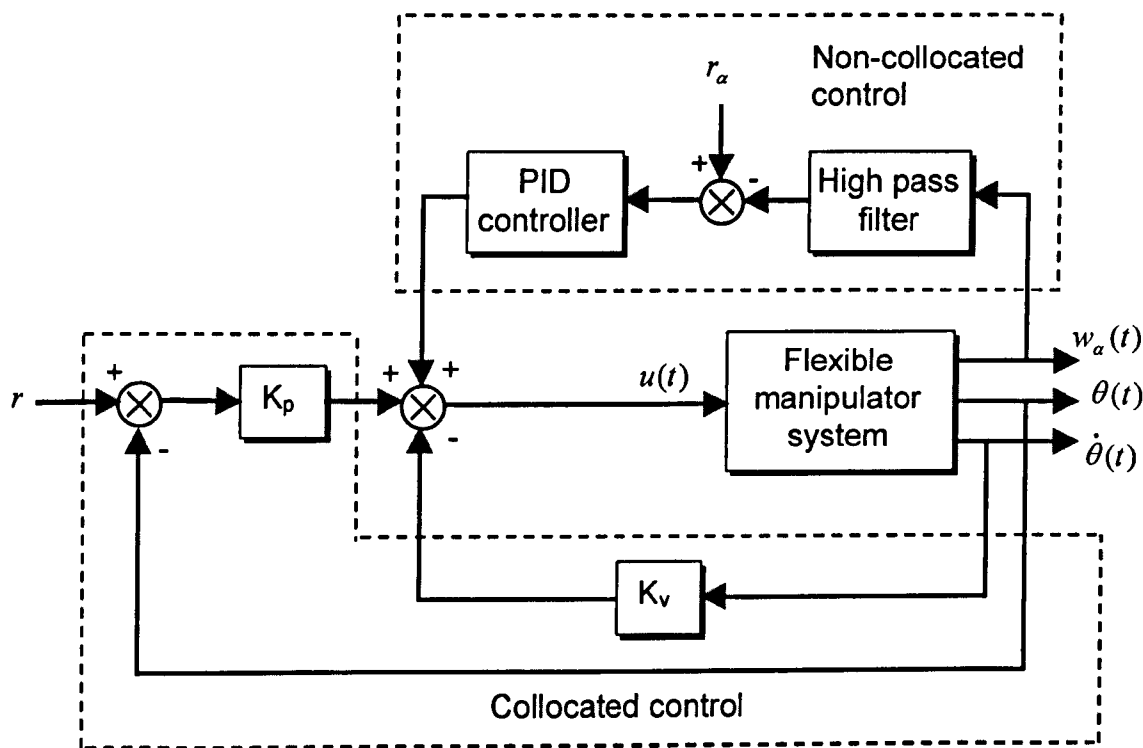 Non-collocated
control
r_α
+
-
PID
controller
High pass
filter
w_α(t)
Flexible
manipulator
system
u(t)
θ(t)
θ̇(t)
r
+
-
K_p
+
+
-
K_v
Collocated control